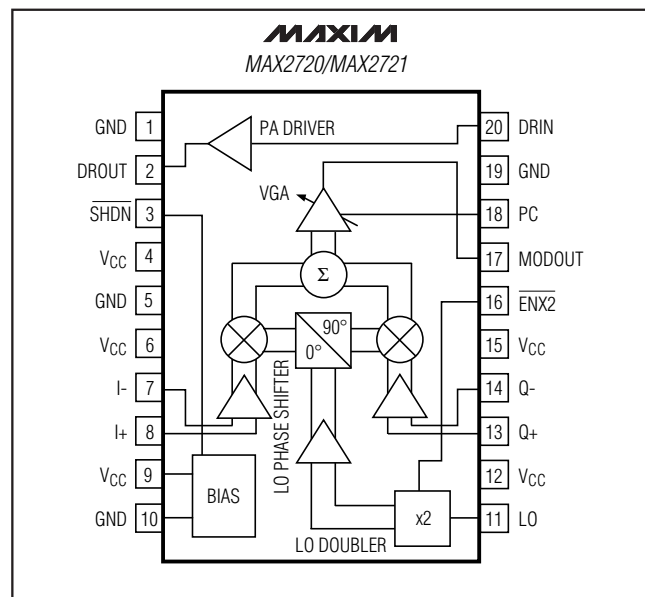 MAXIM
MAX2720/MAX2721
GND 1
DROUT 2
SHDN 3
VCC 4
GND 5
VCC 6
I- 7
I+ 8
VCC 9
GND 10
20 DRIN
19 GND
18 PC
17 MODOUT
16 ENX2
15 VCC
14 Q-
13 Q+
12 VCC
11 LO
PA DRIVER
VGA
Σ
90°
0°
LO PHASE SHIFTER
BIAS
x2
LO DOUBLER